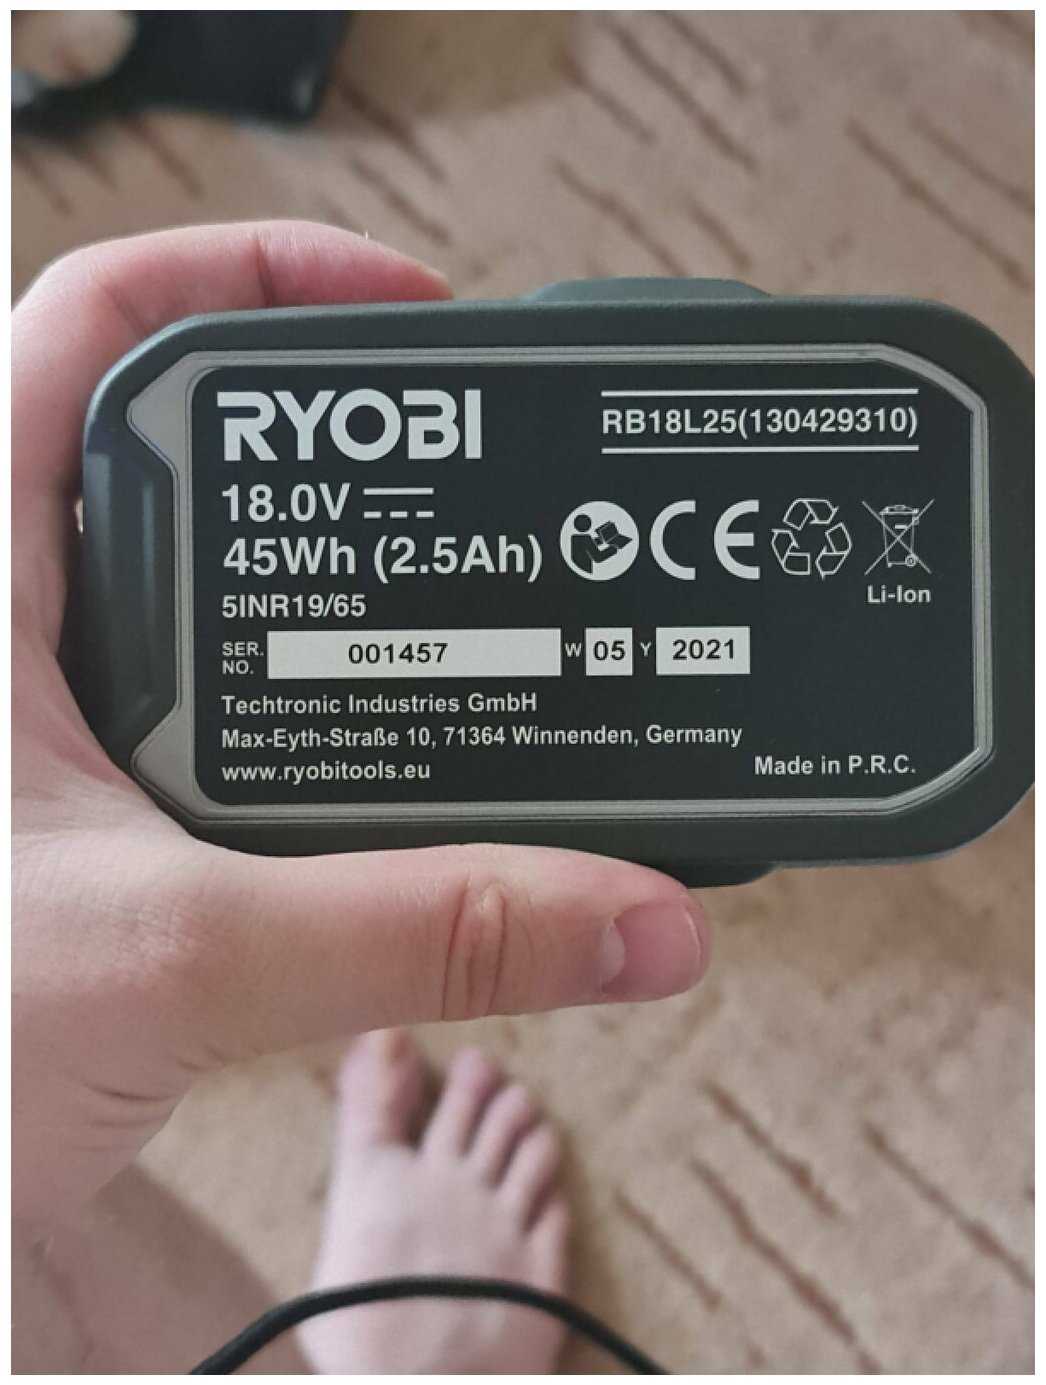 RYOBI
RB18L25(130429310)
18.0V
45Wh (2.5Ah)
CE
Li-Ion
5INR19/65
SER. NO. 001457 W 05 Y 2021
Techtronic Industries GmbH
Max-Eyth-Straße 10, 71364 Winnenden, Germany
www.ryobitools.eu
Made in P.R.C.